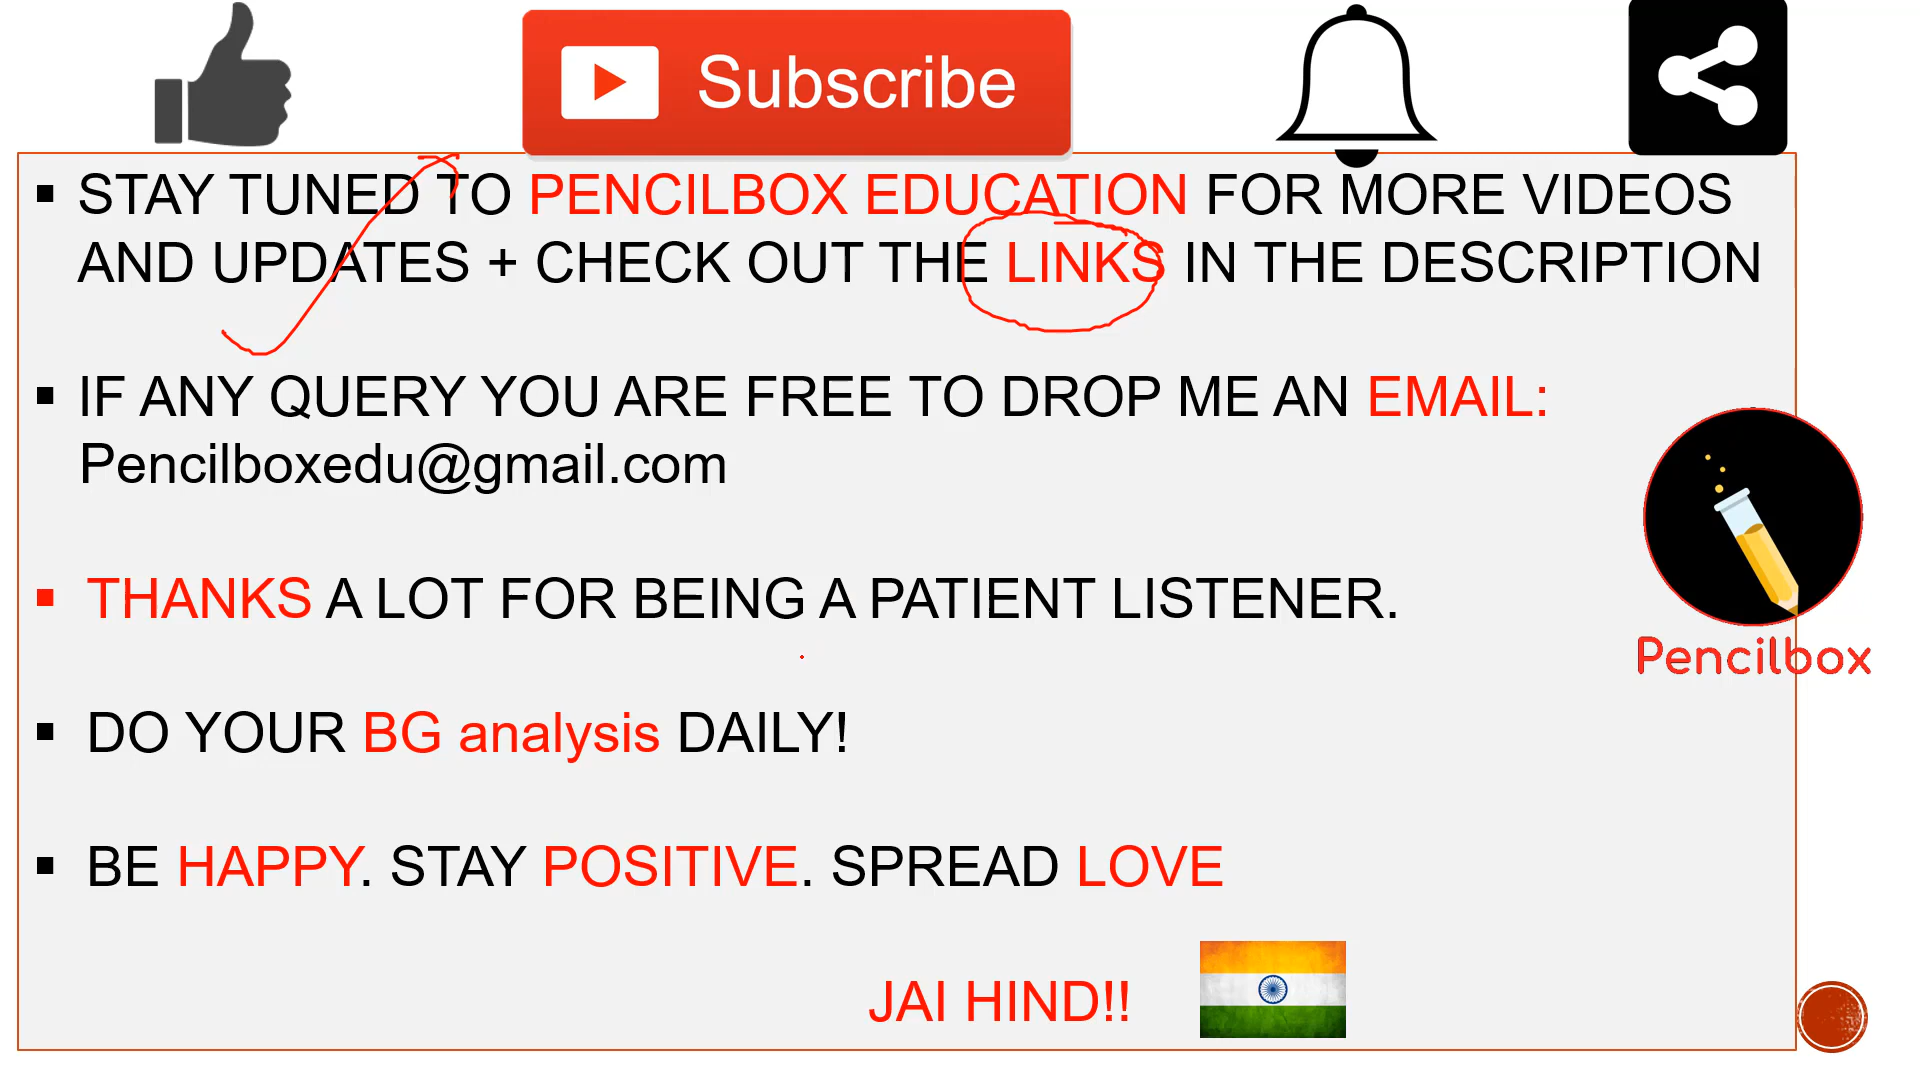 Subscribe
▪ STAY TUNED TO PENCILBOX EDUCATION FOR MORE VIDEOS
AND UPDATES + CHECK OUT THE LINKS IN THE DESCRIPTION
▪ IF ANY QUERY YOU ARE FREE TO DROP ME AN EMAIL:
Pencilboxedu@gmail.com
▪ THANKS A LOT FOR BEING A PATIENT LISTENER.
Pencilbox
▪ DO YOUR BG analysis DAILY!
▪ BE HAPPY. STAY POSITIVE. SPREAD LOVE
JAI HIND!!